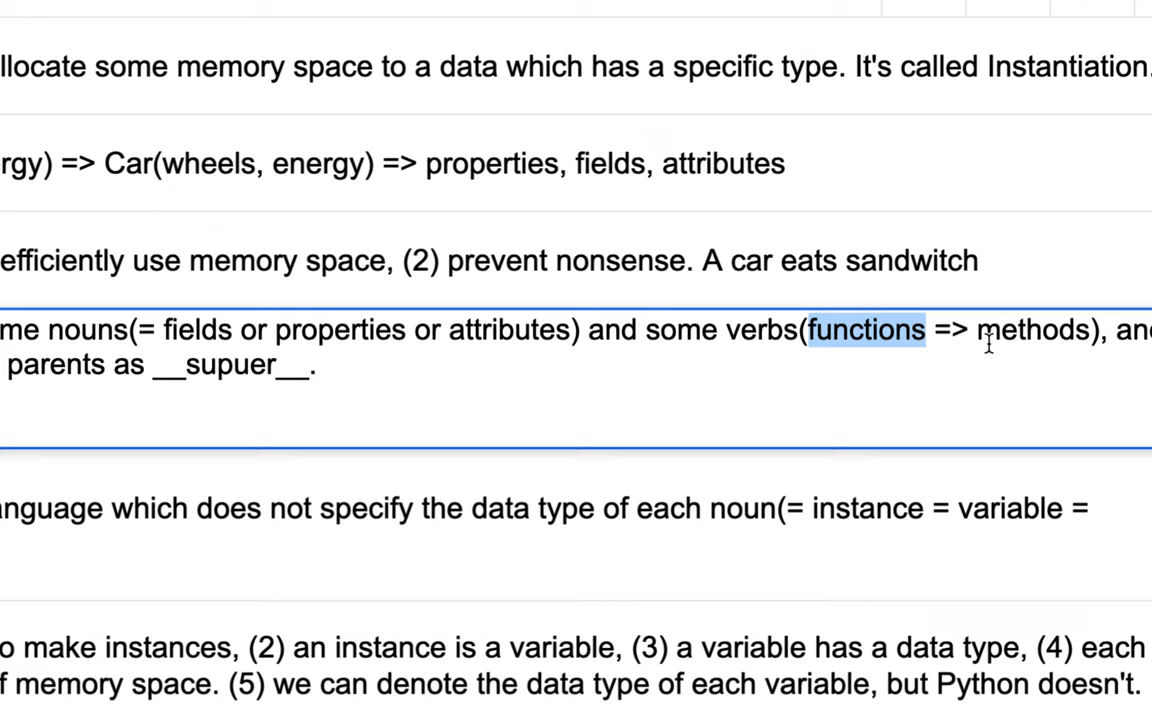 llocate some memory space to a data which has a specific type. It's called Instantiation.
rgy) => Car(wheels, energy) => properties, fields, attributes
efficiently use memory space, (2) prevent nonsense. A car eats sandwitch
me nouns(= fields or properties or attributes) and some verbs(functions => methods), and
parents as __supuer__.
anguage which does not specify the data type of each noun(= instance = variable =
o make instances, (2) an instance is a variable, (3) a variable has a data type, (4) each
f memory space. (5) we can denote the data type of each variable, but Python doesn't.